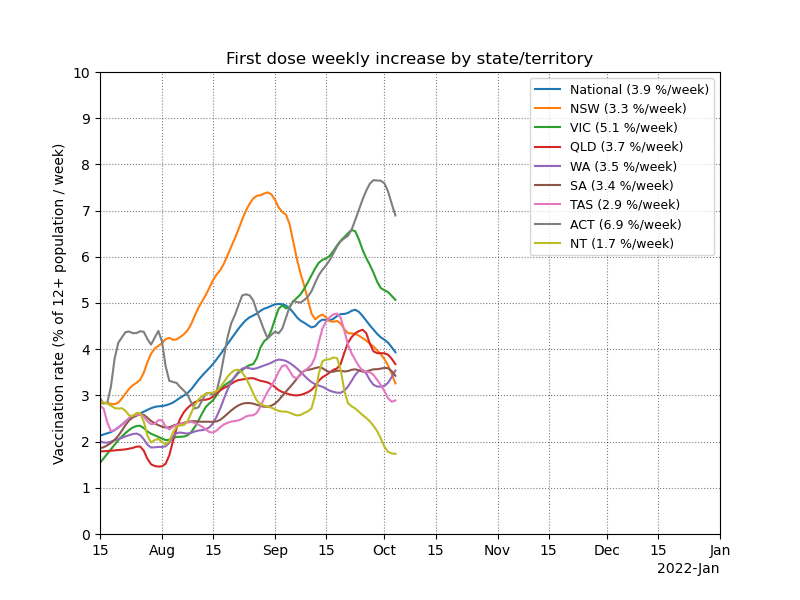 First dose weekly increase by state/territory
Vaccination rate (% of 12+ population / week)
10
9
8
7
6
5
4
3
2
1
0
National (3.9 %/week)
NSW (3.3 %/week)
VIC (5.1 %/week)
QLD (3.7 %/week)
WA (3.5 %/week)
SA (3.4 %/week)
TAS (2.9 %/week)
ACT (6.9 %/week)
NT (1.7 %/week)
15 Aug 15 Sep 15 Oct 15 Nov 15 Dec 15 Jan
2022-Jan